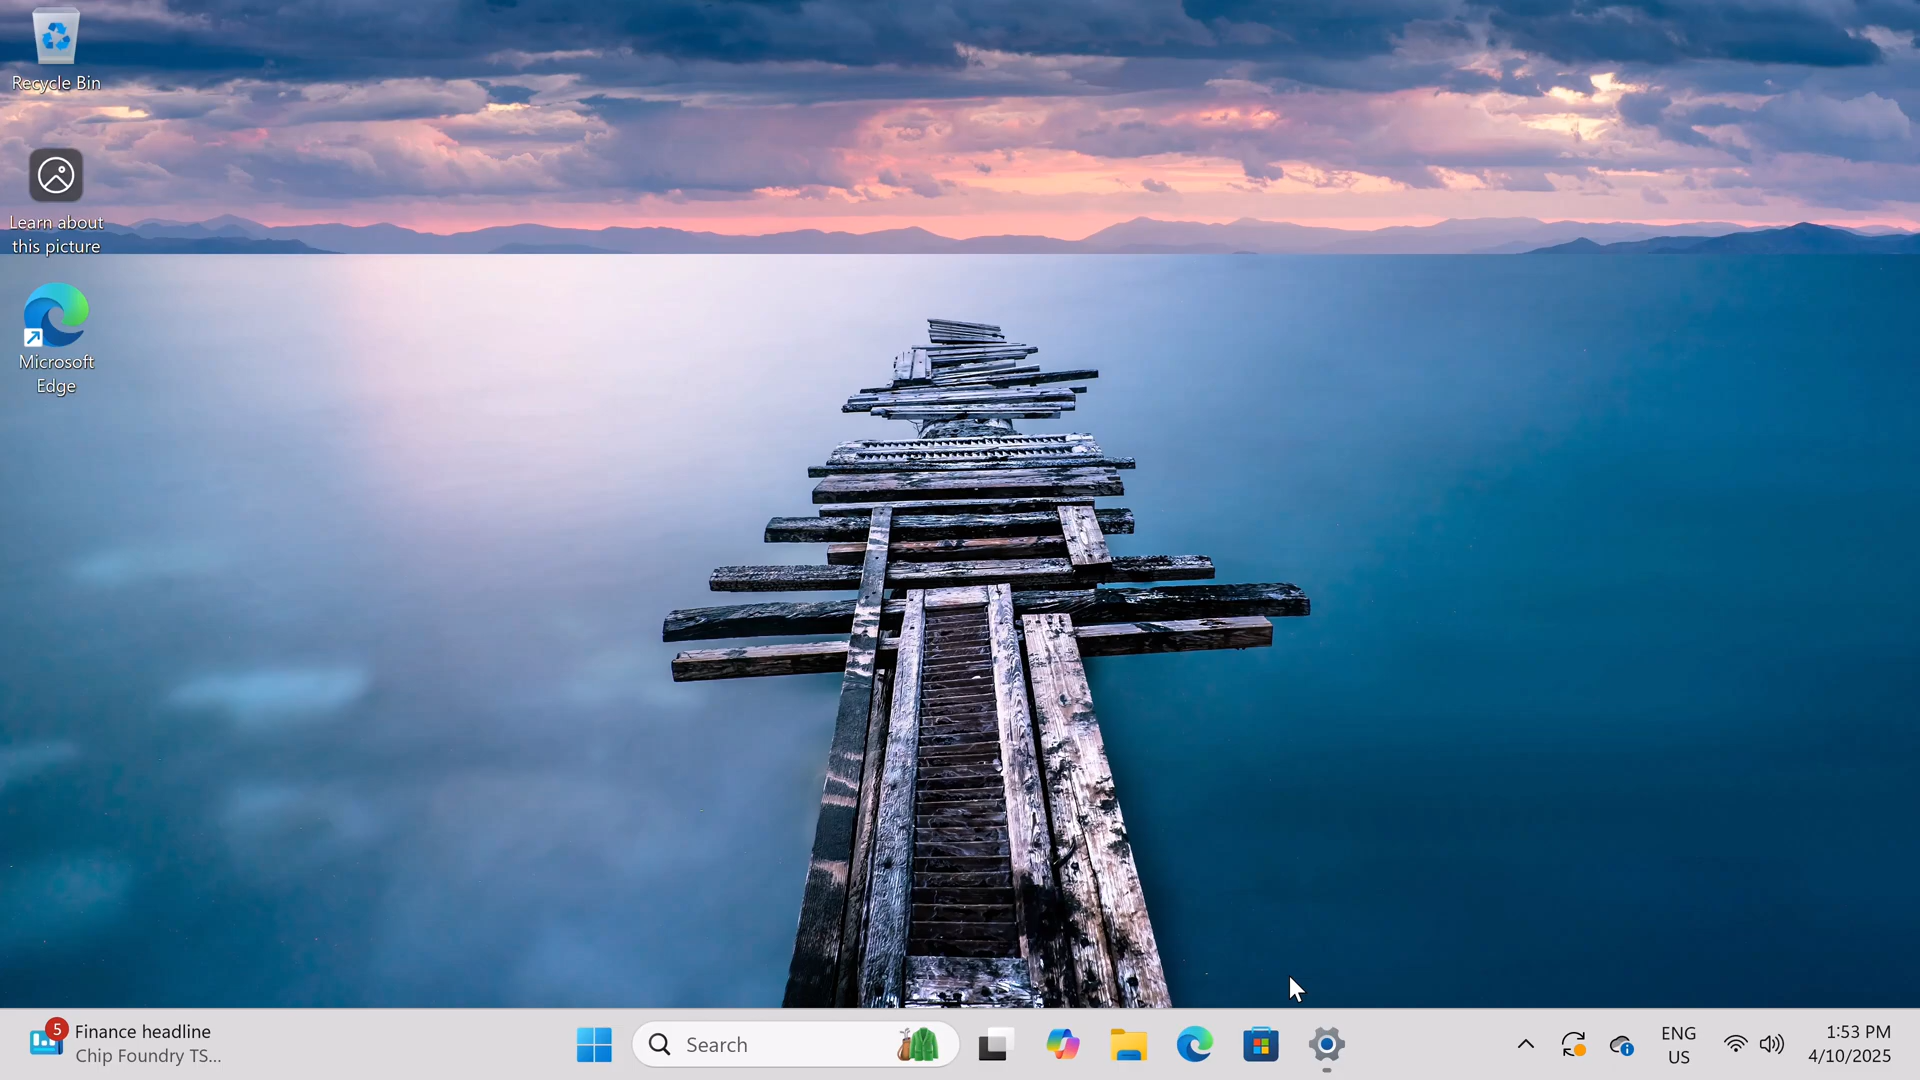 Recycle Bin
Learn about
this picture
Microsoft
Edge
5
Finance headline
Chip Foundry TS...
Search
ENG
US
1:53 PM
4/10/2025